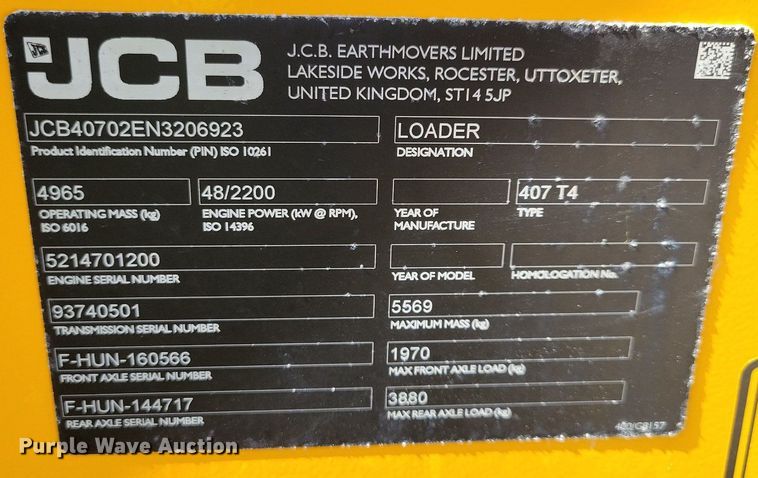 JCB
JCB
J.C.B. EARTHMOVERS LIMITED
LAKESIDE WORKS, ROCESTER, UTTOXETER,
UNITED KINGDOM, ST14 5JP
JCB40702EN3206923
Product Identification Number (PIN) ISO 10261
LOADER
DESIGNATION
4965
OPERATING MASS (kg)
ISO 6016
48/2200
ENGINE POWER (kW @ RPM),
ISO 14396
YEAR OF
MANUFACTURE
407 T4
TYPE
5214701200
ENGINE SERIAL NUMBER
YEAR OF MODEL
HOMOLOGATION No.
93740501
TRANSMISSION SERIAL NUMBER
5569
MAXIMUM MASS (kg)
F-HUN-160566
FRONT AXLE SERIAL NUMBER
1970
MAX FRONT AXLE LOAD (kg)
F-HUN-144717
REAR AXLE SERIAL NUMBER
3880
MAX REAR AXLE LOAD (kg)
Purple Wave Auction